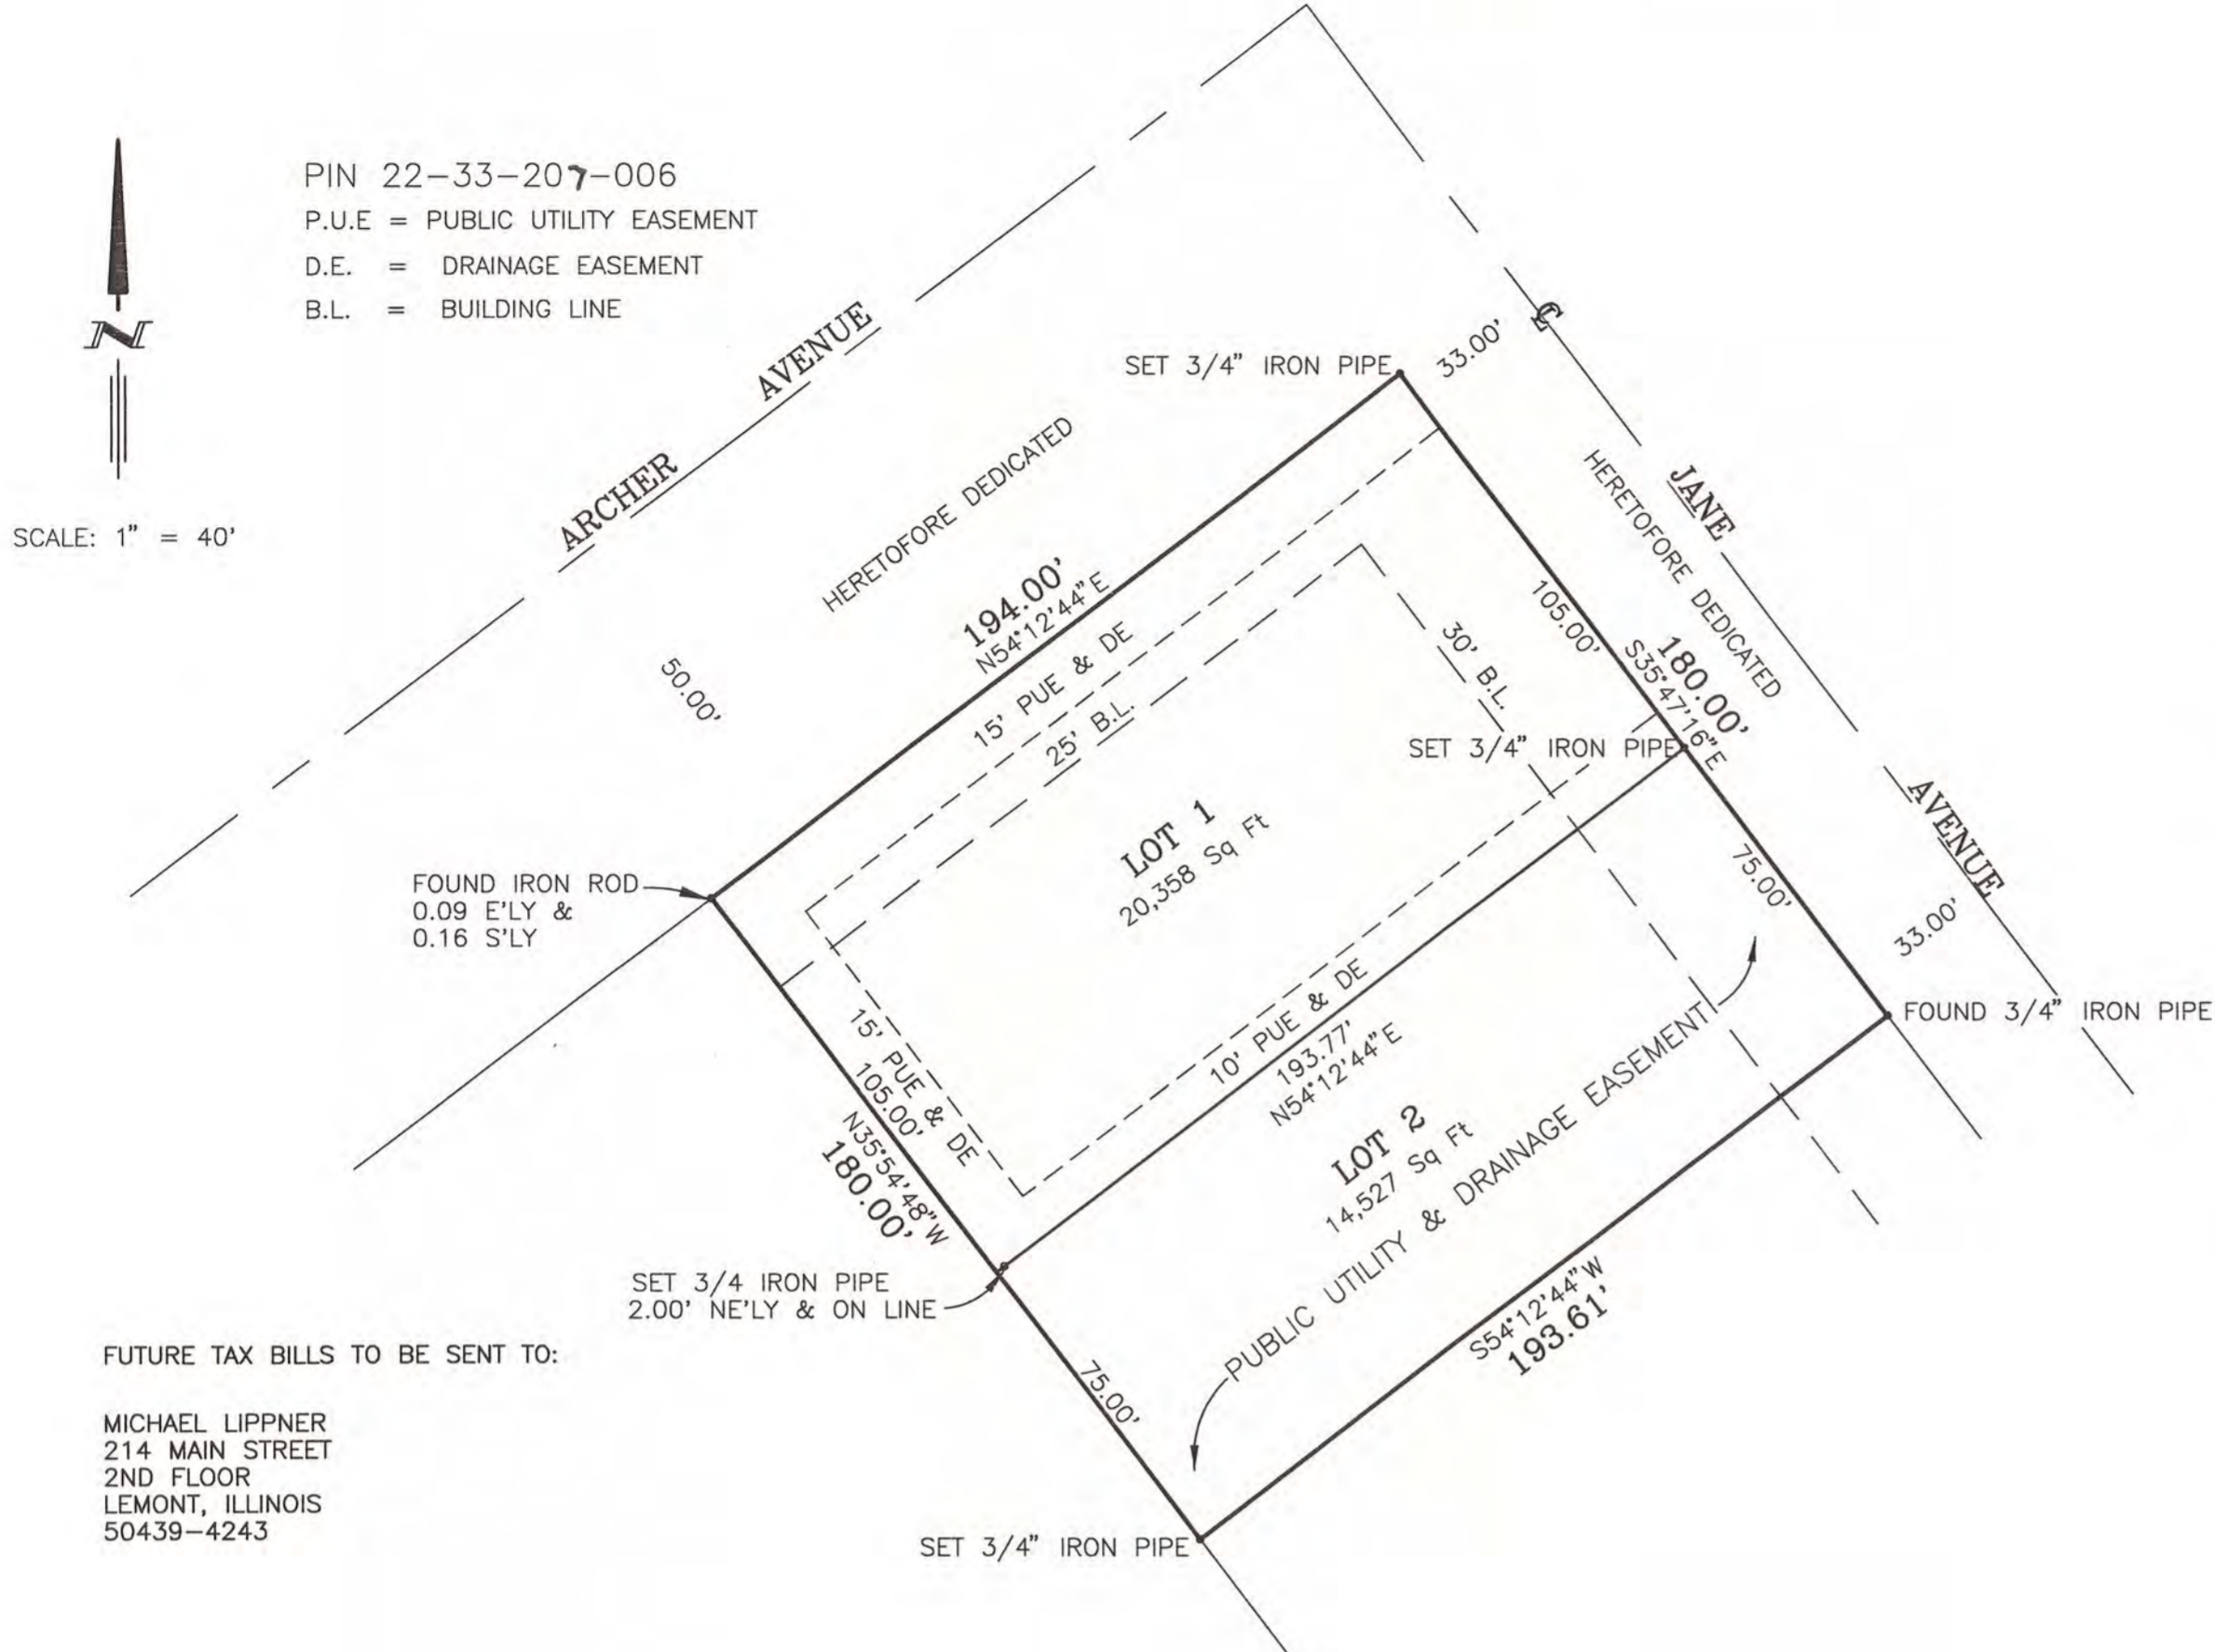 PIN 22-33-207-006
P.U.E = PUBLIC UTILITY EASEMENT
D.E. = DRAINAGE EASEMENT
B.L. = BUILDING LINE
N
SCALE: 1" = 40'
ARCHER AVENUE
HERETOFORE DEDICATED
50.00'
SET 3/4" IRON PIPE
33.00'
℄
JANE AVENUE
HERETOFORE DEDICATED
194.00'
N54°12'44"E
15' PUE & DE
25' B.L.
30' B.L.
105.00'
180.00'
S35°47'16"E
SET 3/4" IRON PIPE
LOT 1
20,358 Sq Ft
FOUND IRON ROD
0.09 E'LY &
0.16 S'LY
15' PUE & DE
105.00'
N35°54'48"W
180.00'
10' PUE & DE
193.77'
N54°12'44"E
75.00'
33.00'
FOUND 3/4" IRON PIPE
LOT 2
14,527 Sq Ft
PUBLIC UTILITY & DRAINAGE EASEMENT
S54°12'44"W
193.61'
SET 3/4 IRON PIPE
2.00' NE'LY & ON LINE
75.00'
SET 3/4" IRON PIPE
FUTURE TAX BILLS TO BE SENT TO:
MICHAEL LIPPNER
214 MAIN STREET
2ND FLOOR
LEMONT, ILLINOIS
50439-4243